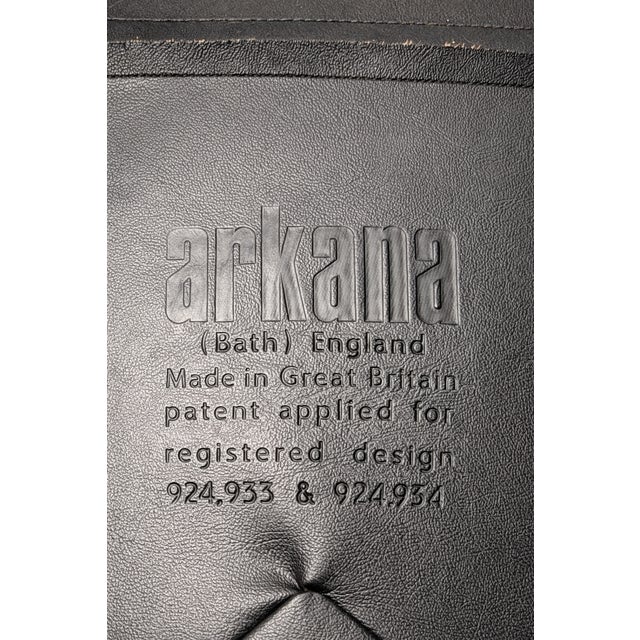 arkana
(Bath) England
Made in Great Britain
patent applied for
registered design
924,933 & 924,934